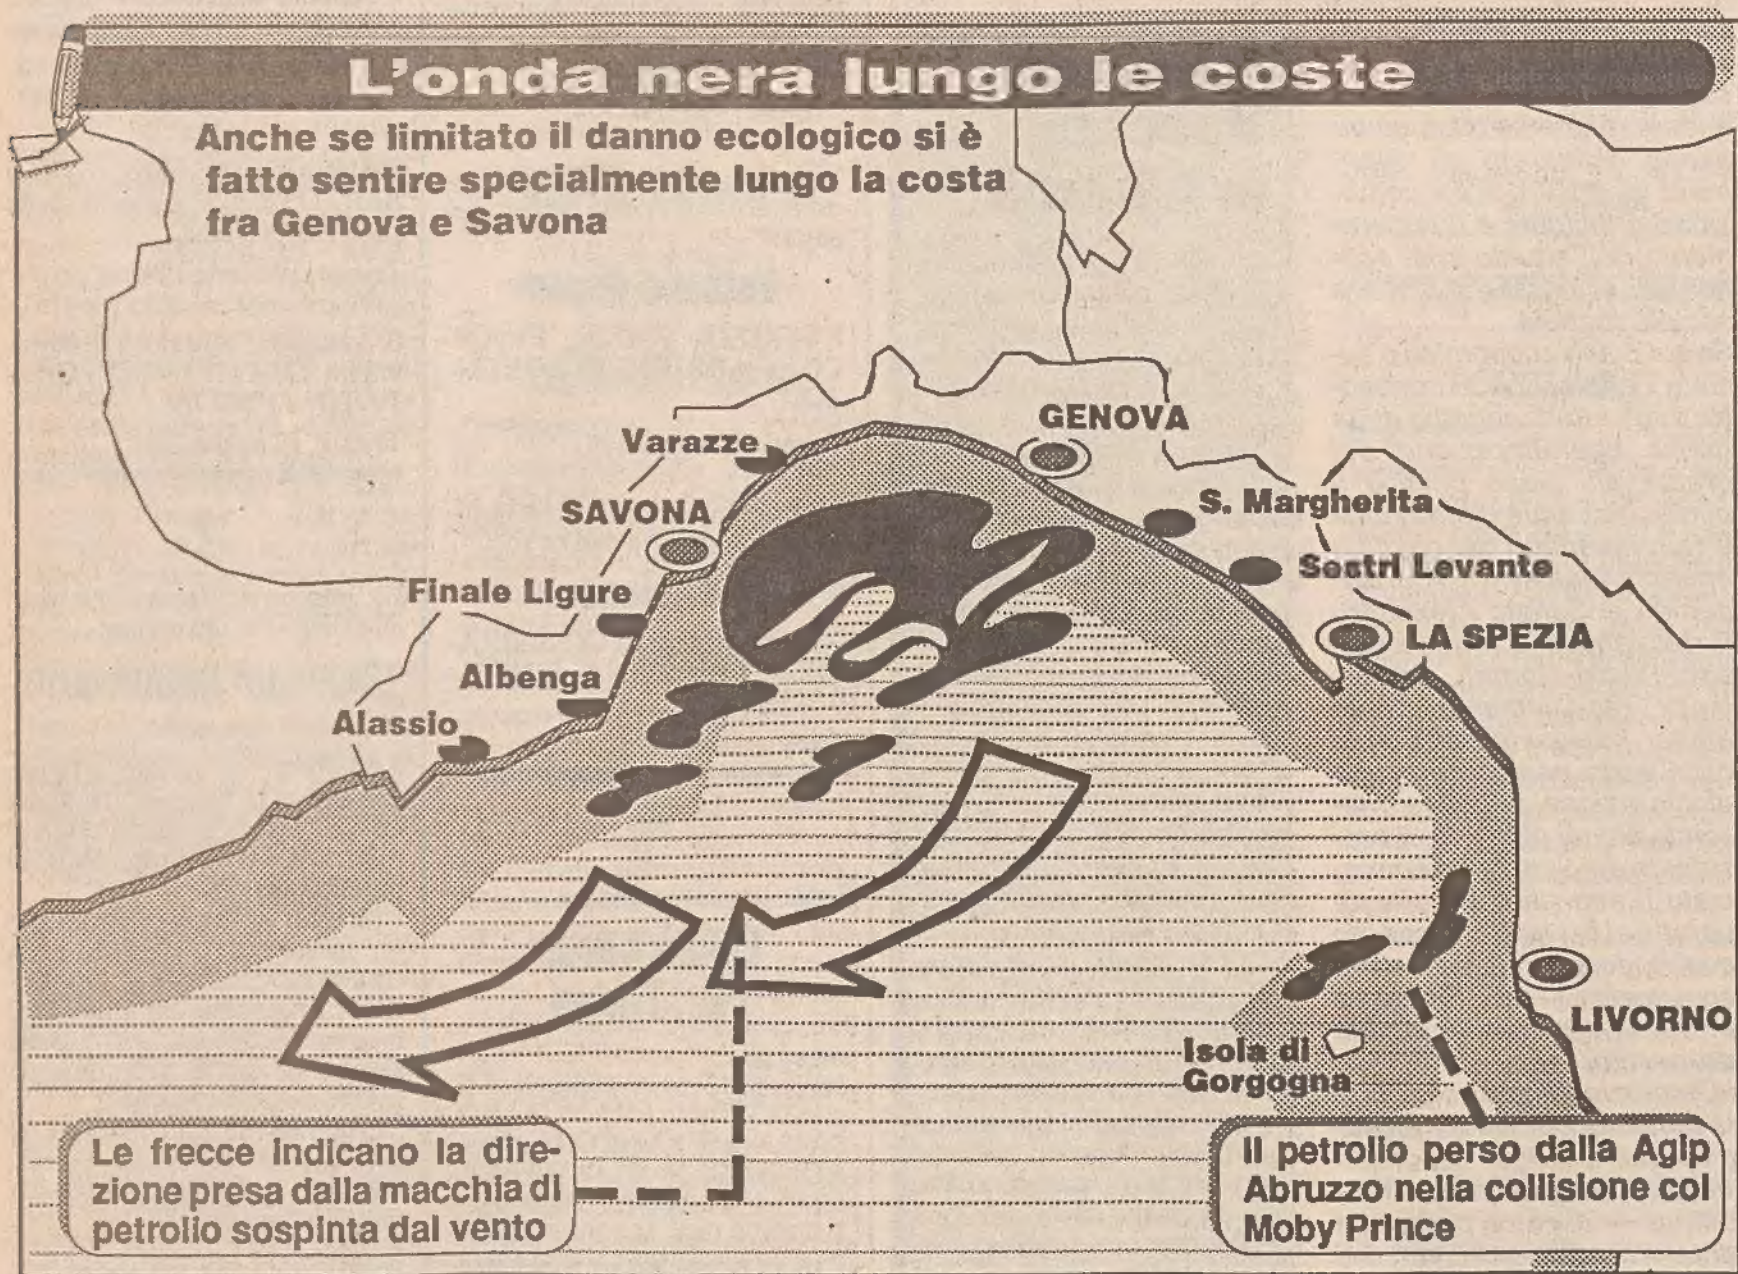 L'onda nera lungo le coste
Anche se limitato il danno ecologico si è
fatto sentire specialmente lungo la costa
fra Genova e Savona
GENOVA
Varazze
SAVONA
S. Margherita
Finale Ligure
Sestri Levante
LA SPEZIA
Albenga
Alassio
LIVORNO
Isola di
Gorgogna
Le frecce indicano la dire-
zione presa dalla macchia di
petrolio sospinta dal vento
Il petrolio perso dalla Agip
Abruzzo nella collisione col
Moby Prince